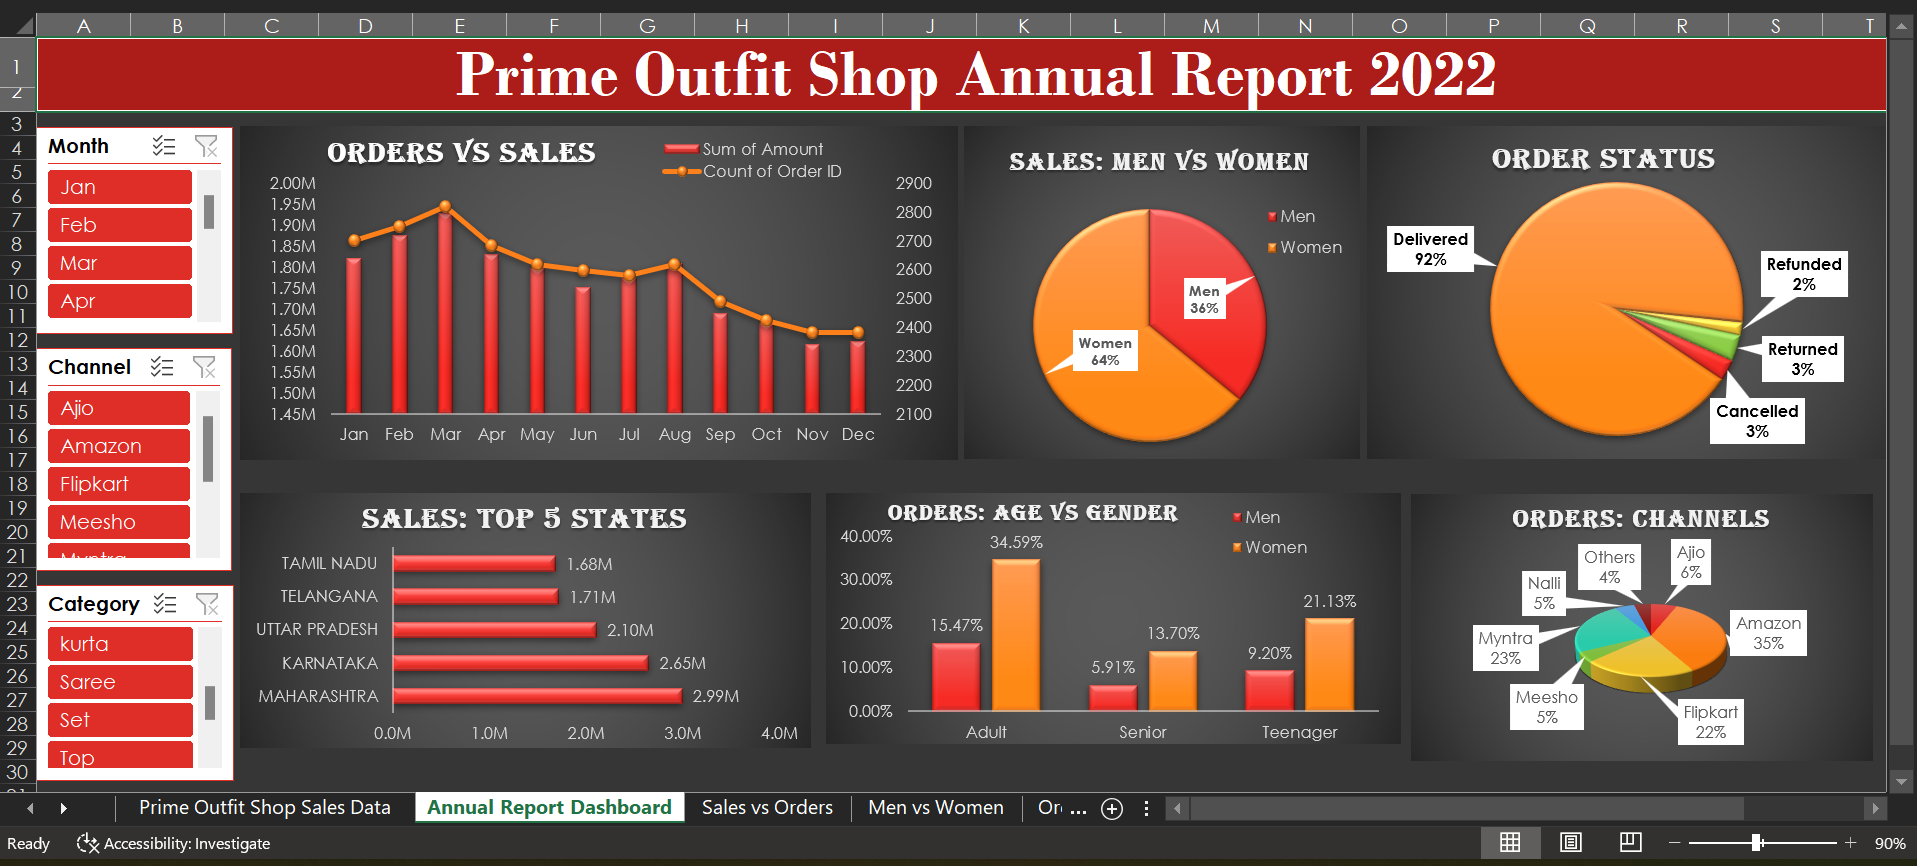 A B C D E F G H I J K L M N O P Q R S T
1
2
3
4
5
6
7
8
9
10
11
12
13
14
15
16
17
18
19
20
21
22
23
24
25
26
27
28
29
30
Prime Outfit Shop Annual Report 2022
Month
Jan
Feb
Mar
Apr
Channel
Ajio
Amazon
Flipkart
Meesho
Myntra
Category
kurta
Saree
Set
Top
ORDERS VS SALES
Sum of Amount
Count of Order ID
2.00M
1.95M
1.90M
1.85M
1.80M
1.75M
1.70M
1.65M
1.60M
1.55M
1.50M
1.45M
2900
2800
2700
2600
2500
2400
2300
2200
2100
Jan Feb Mar Apr May Jun Jul Aug Sep Oct Nov Dec
SALES: MEN VS WOMEN
Men
Women
Men
36%
Women
64%
ORDER STATUS
Delivered
92%
Refunded
2%
Returned
3%
Cancelled
3%
SALES: TOP 5 STATES
TAMIL NADU 1.68M
TELANGANA 1.71M
UTTAR PRADESH 2.10M
KARNATAKA 2.65M
MAHARASHTRA 2.99M
0.0M 1.0M 2.0M 3.0M 4.0M
ORDERS: AGE VS GENDER
Men
Women
40.00%
30.00%
20.00%
10.00%
0.00%
15.47%
34.59%
5.91%
13.70%
9.20%
21.13%
Adult Senior Teenager
ORDERS: CHANNELS
Others
4%
Ajio
6%
Nalli
5%
Amazon
35%
Myntra
23%
Meesho
5%
Flipkart
22%
Prime Outfit Shop Sales Data Annual Report Dashboard Sales vs Orders Men vs Women Or ...
Ready Accessibility: Investigate 90%